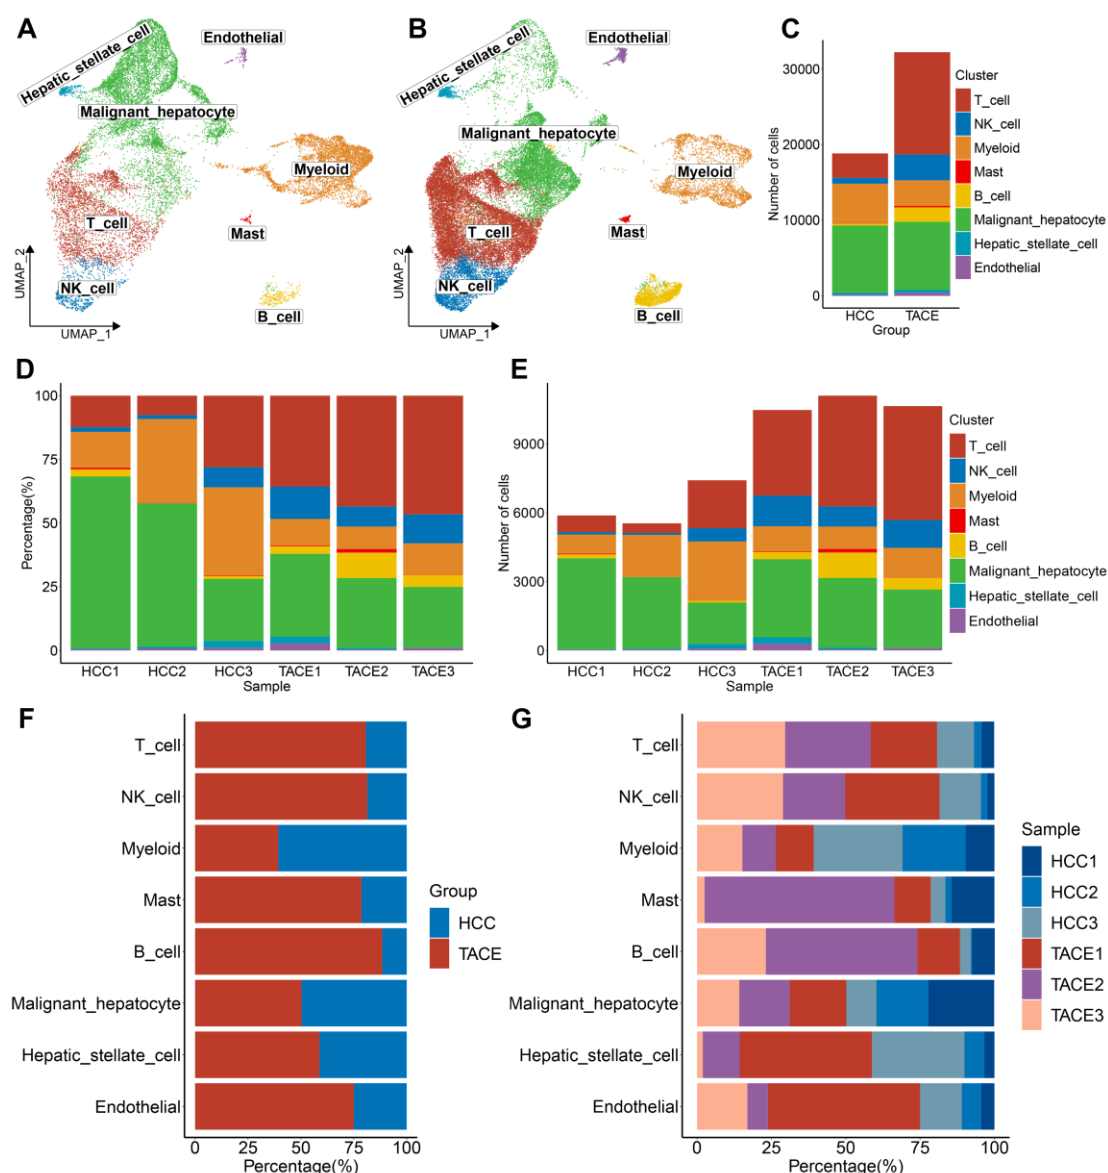 A
Hepatic_stellate_cell
Endothelial
Malignant_hepatocyte
Myeloid
T_cell
Mast
NK_cell
B_cell
UMAP_2
UMAP_1
B
Hepatic_stellate_cell
Endothelial
Malignant_hepatocyte
Myeloid
T_cell
Mast
NK_cell
B_cell
UMAP_2
UMAP_1
C
Number of cells
30000
20000
10000
0
HCC TACE
Group
Cluster
T_cell
NK_cell
Myeloid
Mast
B_cell
Malignant_hepatocyte
Hepatic_stellate_cell
Endothelial
D
Percentage(%)
100
75
50
25
0
HCC1 HCC2 HCC3 TACE1 TACE2 TACE3
Sample
E
Number of cells
9000
6000
3000
0
HCC1 HCC2 HCC3 TACE1 TACE2 TACE3
Sample
Cluster
T_cell
NK_cell
Myeloid
Mast
B_cell
Malignant_hepatocyte
Hepatic_stellate_cell
Endothelial
F
T_cell
NK_cell
Myeloid
Mast
B_cell
Malignant_hepatocyte
Hepatic_stellate_cell
Endothelial
0 25 50 75 100
Percentage(%)
Group
HCC
TACE
G
T_cell
NK_cell
Myeloid
Mast
B_cell
Malignant_hepatocyte
Hepatic_stellate_cell
Endothelial
0 25 50 75 100
Percentage(%)
Sample
HCC1
HCC2
HCC3
TACE1
TACE2
TACE3